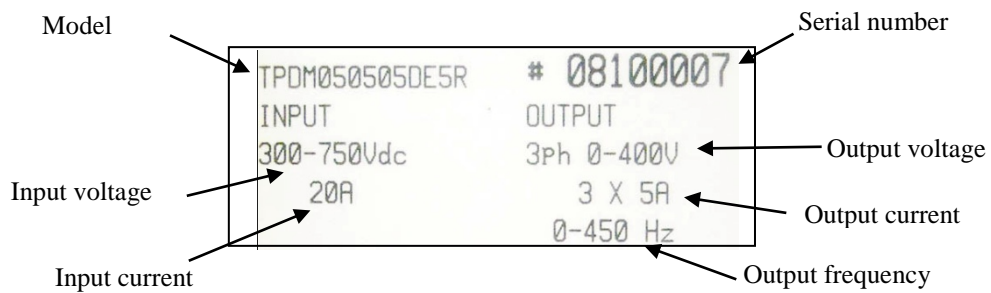 Model
Serial number
TPDM050505DE5R # 08100007
INPUT OUTPUT
300-750Vdc 3Ph 0-400V
Output voltage
Input voltage
20A 3 X 5A
Output current
0-450 Hz
Input current
Output frequency